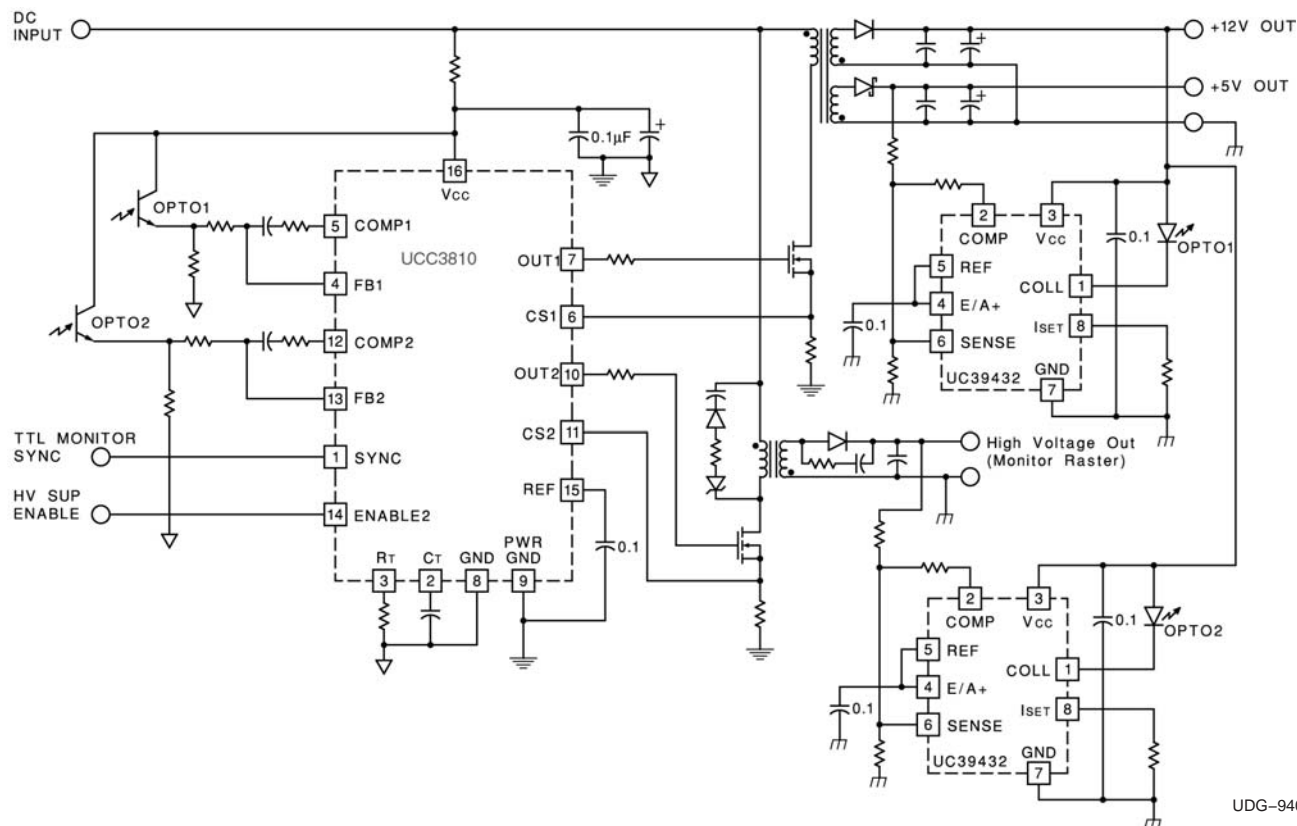 DC
INPUT
+12V OUT
+5V OUT
0.1µF
+
+
+
16
VCC
OPTO1
5
COMP1
UCC3810
OUT1
7
4
FB1
CS1
6
OPTO2
12
COMP2
OUT2
10
13
FB2
CS2
11
TTL MONITOR
SYNC
1
SYNC
REF
15
HV SUP
ENABLE
14
ENABLE2
0.1
RT
CT
GND
PWR
GND
3
2
8
9
2
3
COMP
VCC
0.1
OPTO1
5
REF
COLL
1
4
E/A+
0.1
ISET
8
6
SENSE
GND
UC39432
7
High Voltage Out
(Monitor Raster)
2
3
COMP
VCC
0.1
OPTO2
5
REF
COLL
1
4
E/A+
0.1
ISET
8
6
SENSE
GND
UC39432
7